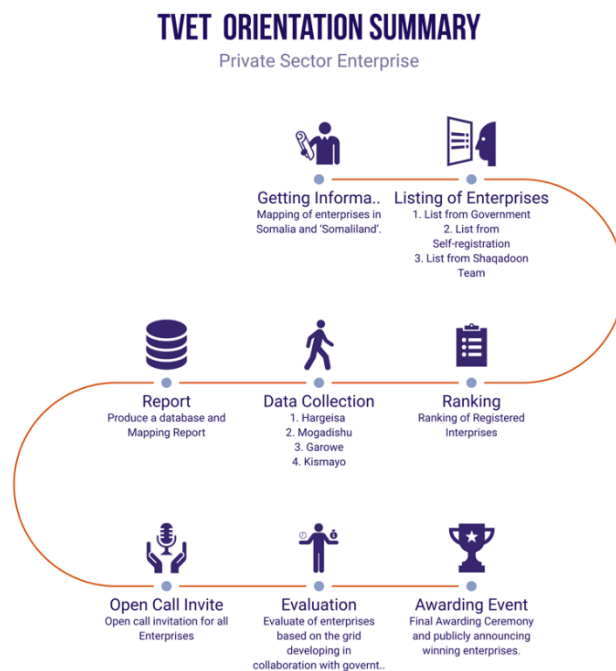 TVET ORIENTATION SUMMARY
Private Sector Enterprise
Getting Informa..
Mapping of enterprises in
Somalia and ‘Somaliland’.
Listing of Enterprises
1. List from Government
2. List from
Self-registration
3. List from Shaqadoon
Team
Report
Produce a database and
Mapping Report
Data Collection
1. Hargeisa
2. Mogadishu
3. Garowe
4. Kismayo
Ranking
Ranking of Registered
Interprises
Open Call Invite
Open call invitation for all
Enterprises
Evaluation
Evaluate of enterprises
based on the grid
developing in
collaboration with governt..
Awarding Event
Final Awarding Ceremony
and publicly announcing
winning enterprises.